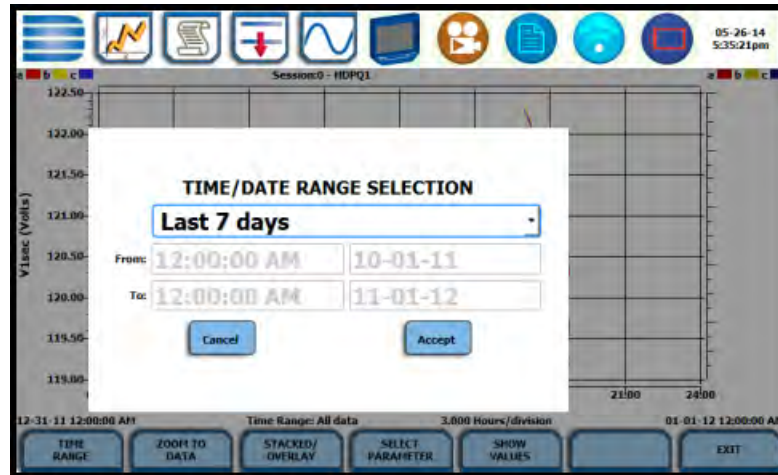 05-26-14
5:35:21pm
a b c Session:0 - HDPQ1 a b c
122.50
122.00
121.50
121.00
120.50
120.00
119.50
119.00
V1sec (Volts)
TIME/DATE RANGE SELECTION
Last 7 days
From: 12:00:00 AM 10-01-11
To: 12:00:00 AM 11-01-12
Cancel Accept
21:00 24:00
12-31-11 12:00:00 AM Time Range: All data 3.000 Hours/division 01-01-12 12:00:00 AM
TIME RANGE
ZOOM TO DATA
STACKED/ OVERLAY
SELECT PARAMETER
SHOW VALUES
EXIT